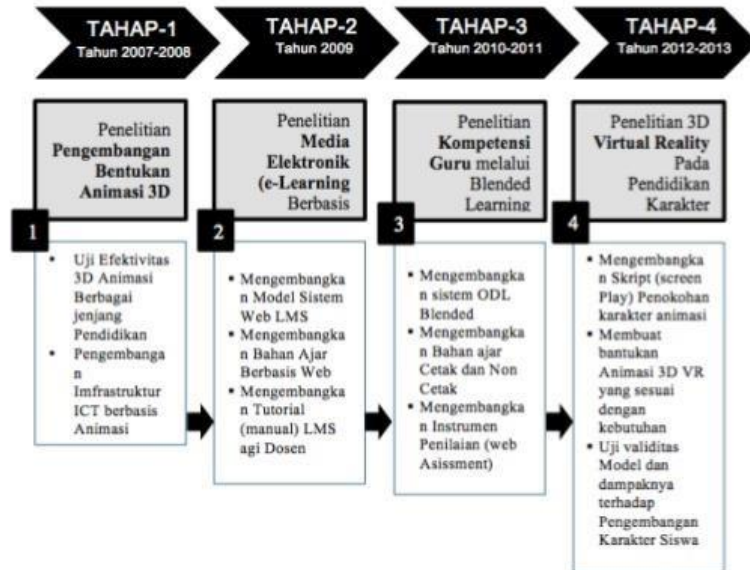 TAHAP-1
Tahun 2007-2008
TAHAP-2
Tahun 2009
TAHAP-3
Tahun 2010-2011
TAHAP-4
Tahun 2012-2013
Penelitian
Pengembangan
Bentukan
Animasi 3D
1
• Uji Efektivitas
3D Animasi
Berbagai
jenjang
Pendidikan
• Pengembanga
n
Imfrastruktur
ICT berbasis
Animasi
Penelitian
Media
Elektronik
(e-Learning
Berbasis
2
• Mengembangka
n Model Sistem
Web LMS
• Mengembangka
n Bahan Ajar
Berbasis Web
• Mengembangka
n Tutorial
(manual) LMS
agi Dosen
Penelitian
Kompetensi
Guru melalui
Blended
Learning
3
• Mengembangka
n sistem ODL
Blended
• Mengembangka
n Bahan ajar
Cetak dan Non
Cetak
• Mengembangka
n Instrumen
Penilaian (web
Asissment)
Penelitian 3D
Virtual Reality
Pada
Pendidikan
Karakter
4
• Mengembangka
n Skript (screen
Play) Penokohan
karakter animasi
• Membuat
bantukan
Animasi 3D VR
yang sesuai
dengan
kebutuhan
• Uji validitas
Model dan
dampaknya
terhadap
Pengembangan
Karakter Siswa